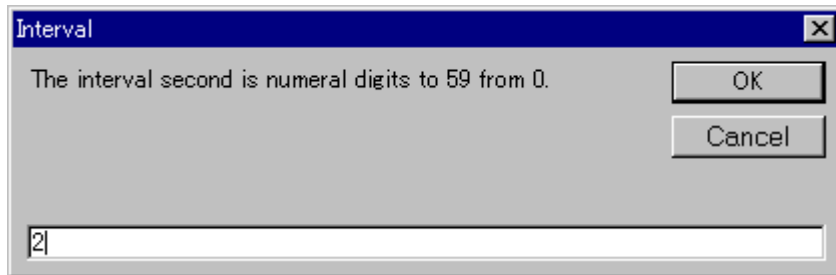 Interval
The interval second is numeral digits to 59 from 0.
OK
Cancel
2